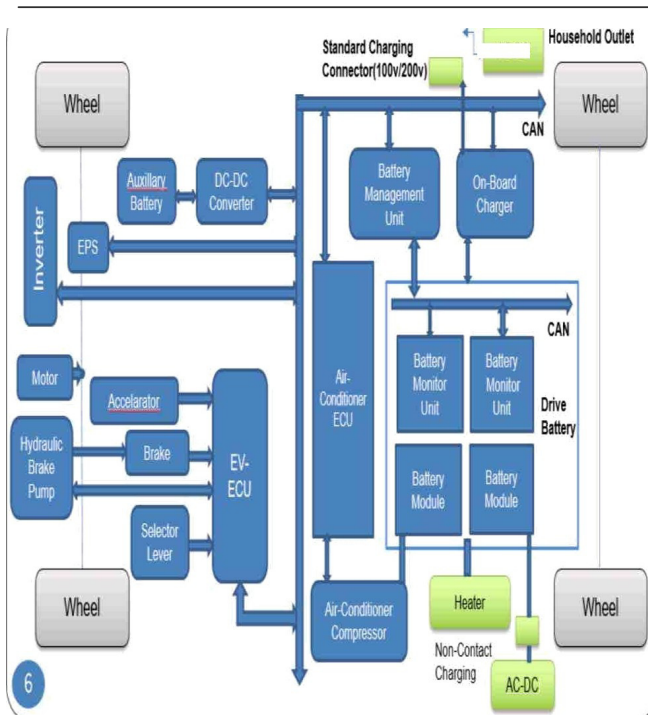 Household Outlet
Standard Charging
Connector(100v/200v)
Wheel
Wheel
CAN
Auxillary
Battery
DC-DC
Converter
Battery
Management
Unit
On-Board
Charger
Inverter
EPS
CAN
Motor
Accelarator
Air-
Conditioner
ECU
Battery
Monitor
Unit
Battery
Monitor
Unit
Drive
Battery
Hydraulic
Brake
Pump
Brake
EV-
ECU
Battery
Module
Battery
Module
Selector
Lever
Wheel
Air-Conditioner
Compressor
Heater
Wheel
Non-Contact
Charging
AC-DC
6